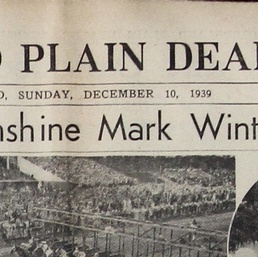 PLAIN DEA
SUNDAY, DECEMBER 10, 1939
nshine Mark Wint